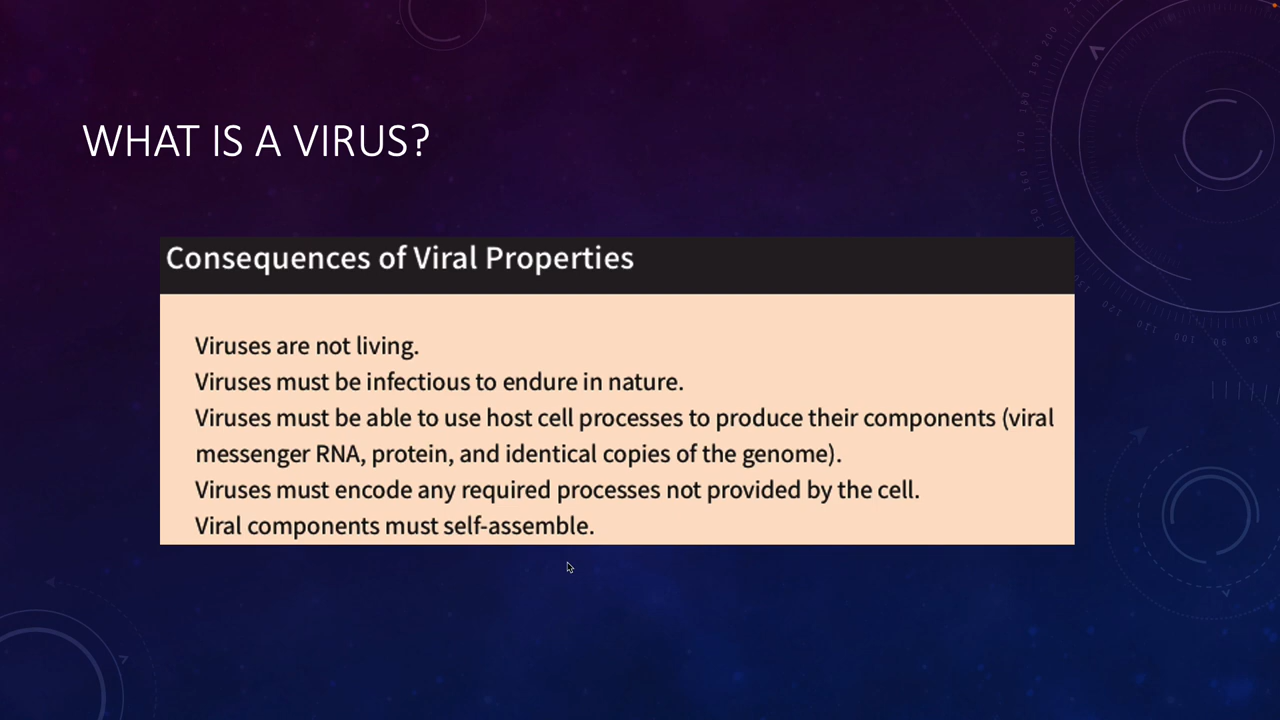 WHAT IS A VIRUS?
Consequences of Viral Properties
Viruses are not living.
Viruses must be infectious to endure in nature.
Viruses must be able to use host cell processes to produce their components (viral
messenger RNA, protein, and identical copies of the genome).
Viruses must encode any required processes not provided by the cell.
Viral components must self-assemble.